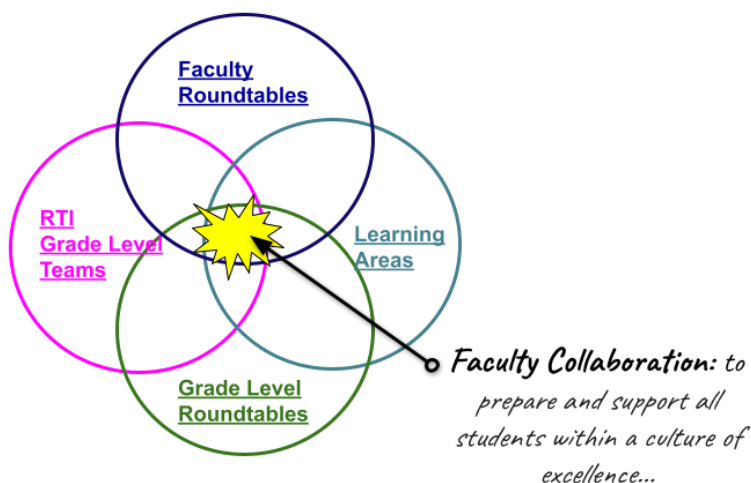 Faculty
Roundtables
RTI
Grade Level
Teams
Learning
Areas
Grade Level
Roundtables
Faculty Collaboration: to
prepare and support all
students within a culture of
excellence...